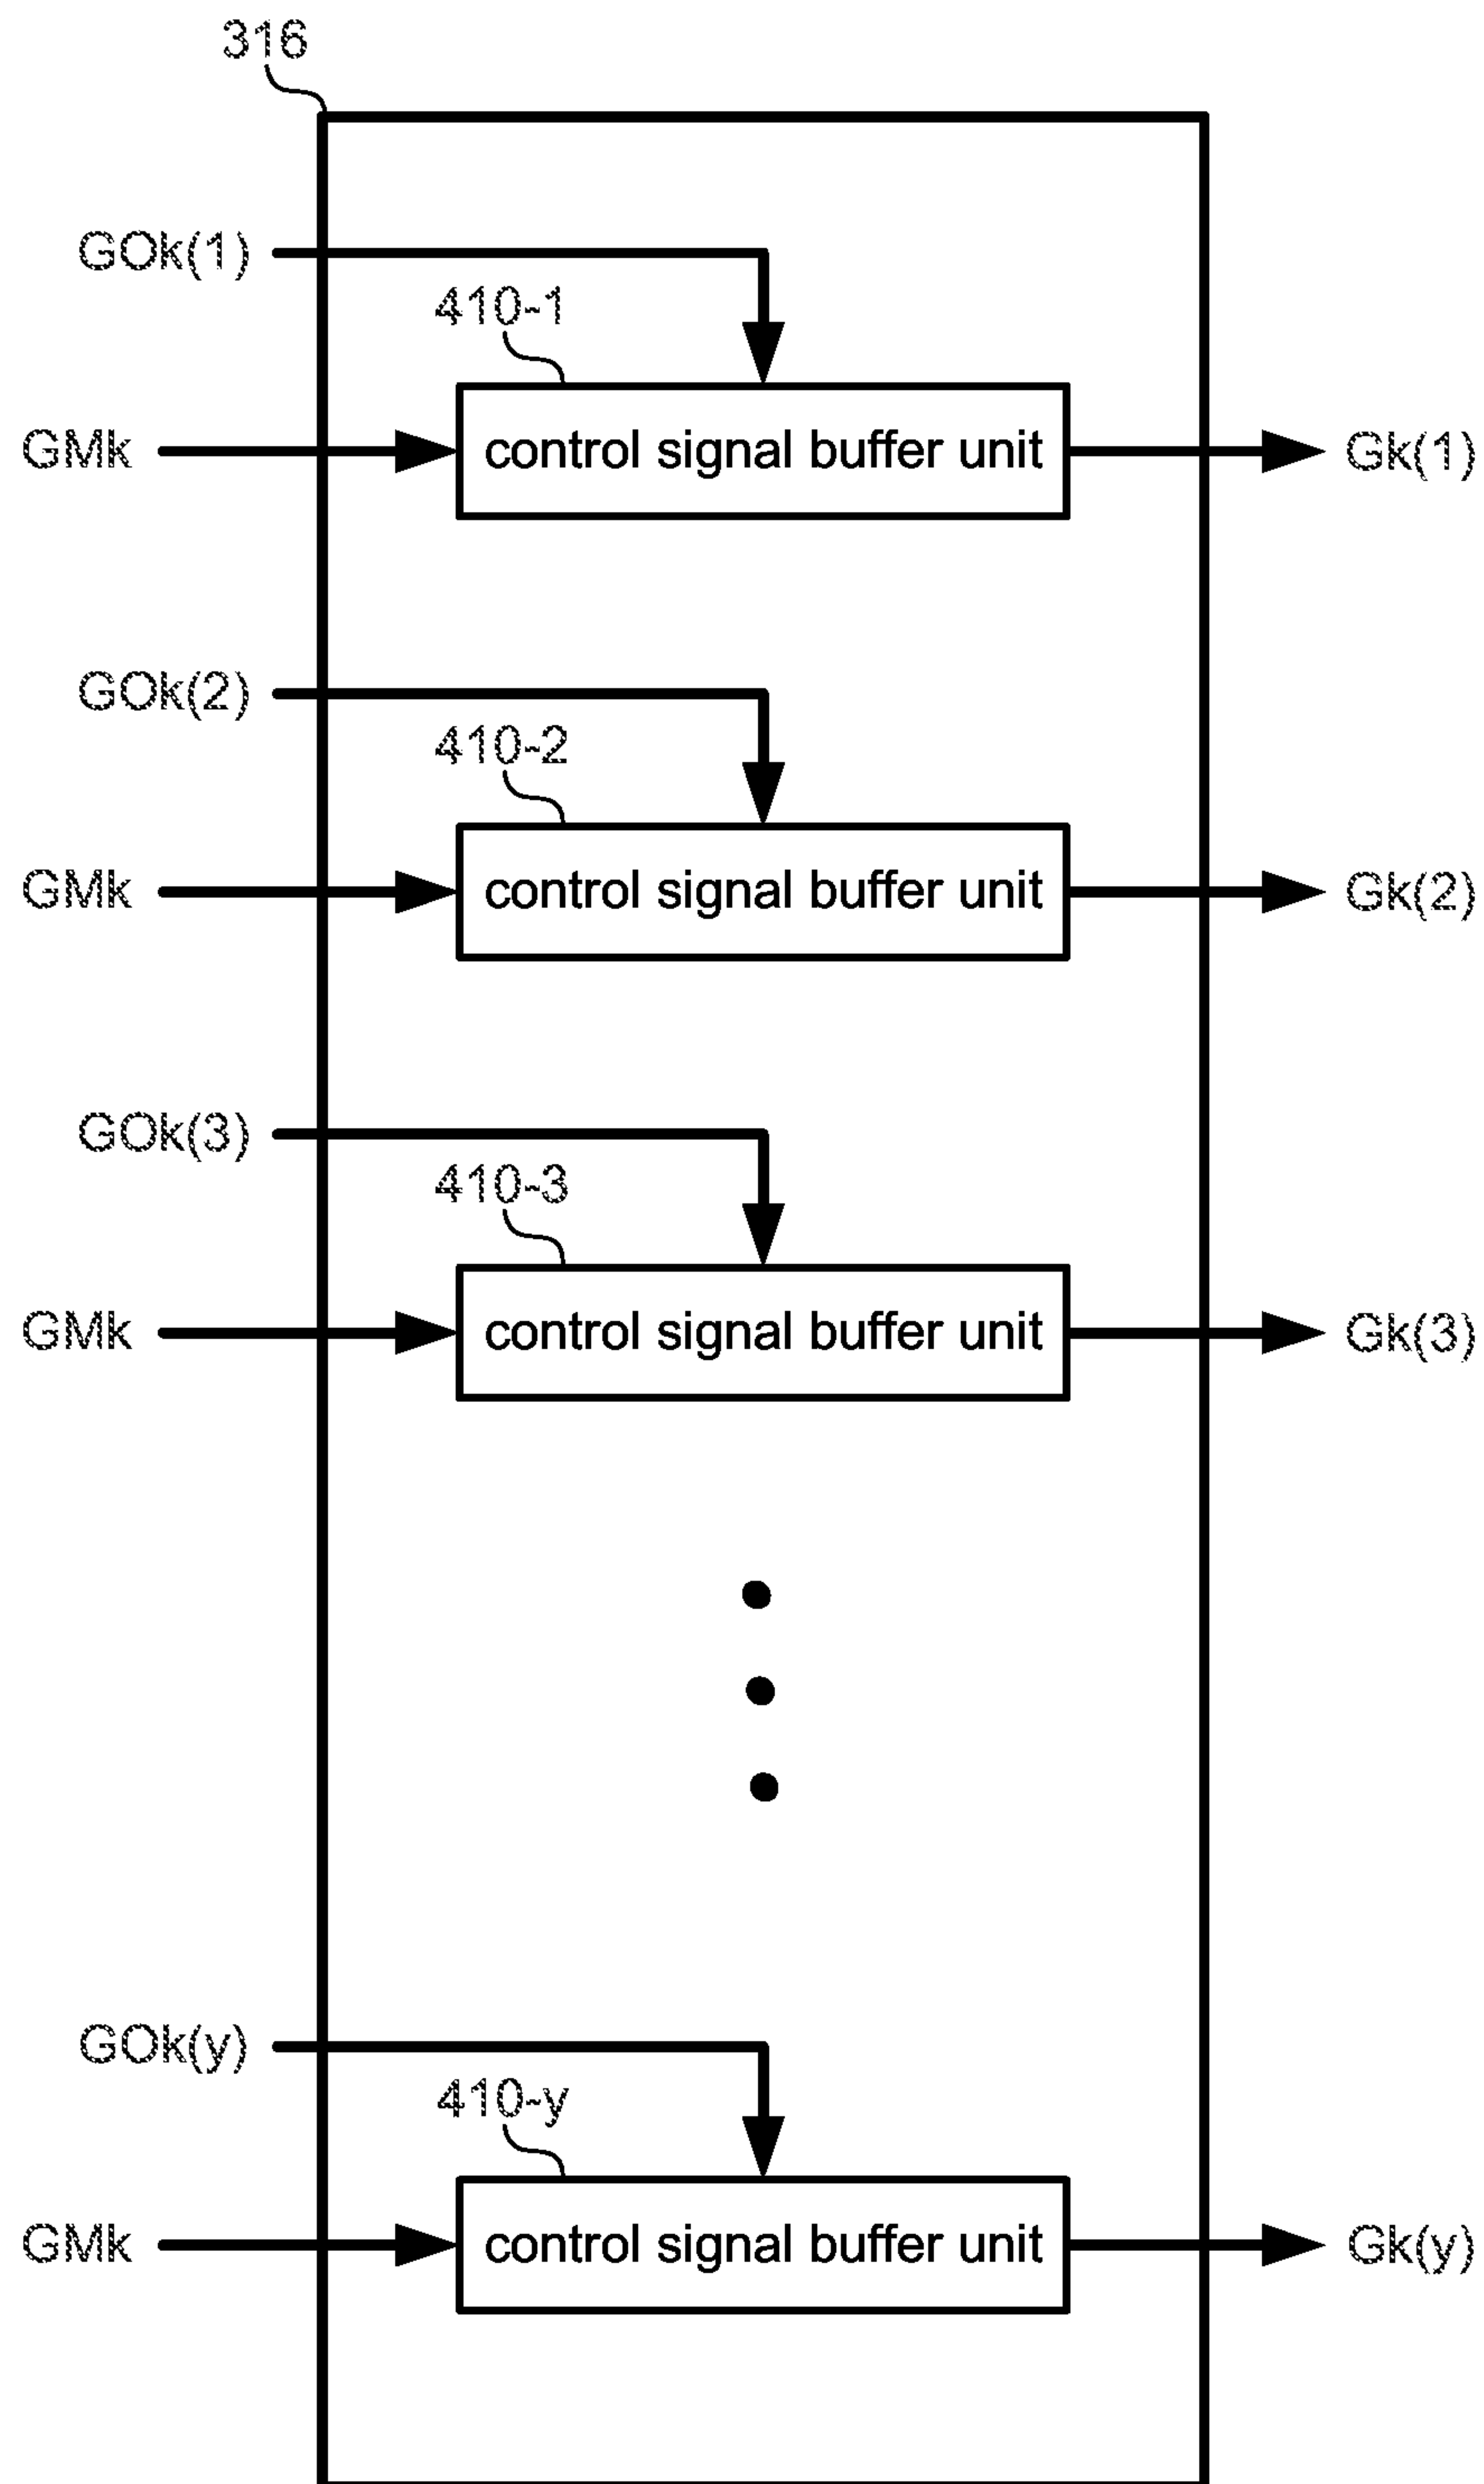 316
GOk(1)
410-1
GMk
control signal buffer unit
Gk(1)
GOk(2)
410-2
GMk
control signal buffer unit
Gk(2)
GOk(3)
410-3
GMk
control signal buffer unit
Gk(3)
GOk(y)
410-y
GMk
control signal buffer unit
Gk(y)